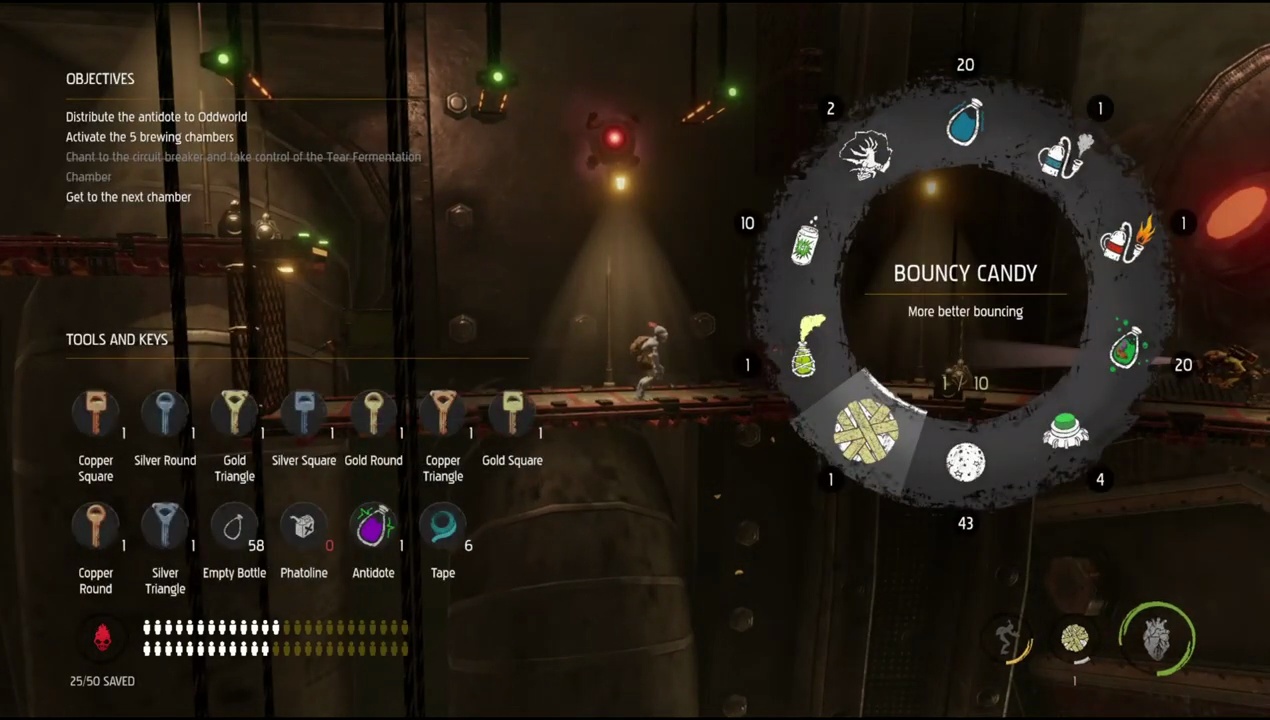 OBJECTIVES
Distribute the antidote to Oddworld
Activate the 5 brewing chambers
Chant to the circuit breaker and take control of the Tear Fermentation
Chamber
Get to the next chamber
TOOLS AND KEYS
1 1 1 1 1 1 1
Copper Square
Silver Round
Gold Triangle
Silver Square
Gold Round
Copper Triangle
Gold Square
1 1 58 0 1 6
Copper Round
Silver Triangle
Empty Bottle
Phatoline
Antidote
Tape
25/50 SAVED
20
2
1
10
1
BOUNCY CANDY
More better bouncing
1
20
1 / 10
1
4
43
1